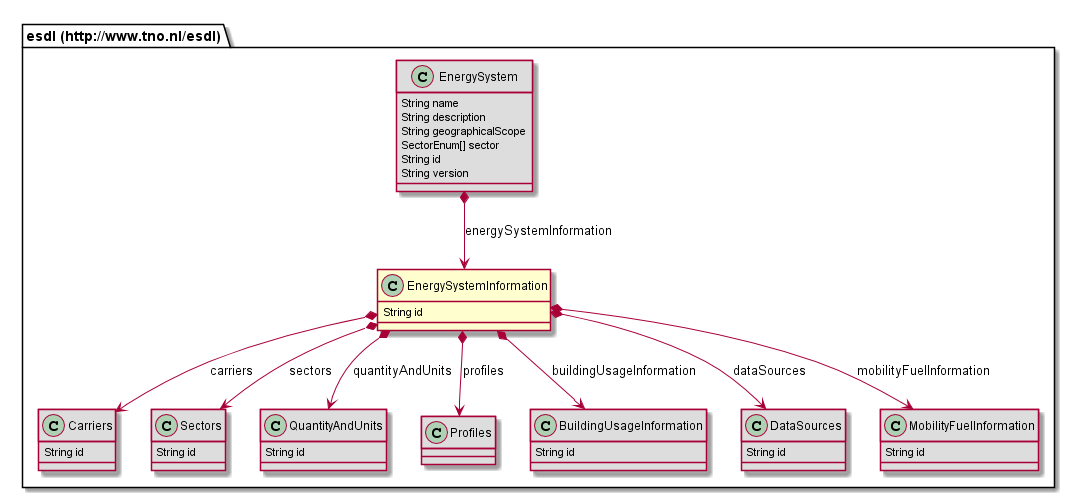 esdl (http://www.tno.nl/esdl)
C EnergySystem
String name
String description
String geographicalScope
SectorEnum[] sector
String id
String version
energySystemInformation
C EnergySystemInformation
String id
carriers
sectors
quantityAndUnits
profiles
buildingUsageInformation
dataSources
mobilityFuelInformation
C Carriers
String id
C Sectors
String id
C QuantityAndUnits
String id
C Profiles
C BuildingUsageInformation
String id
C DataSources
String id
C MobilityFuelInformation
String id